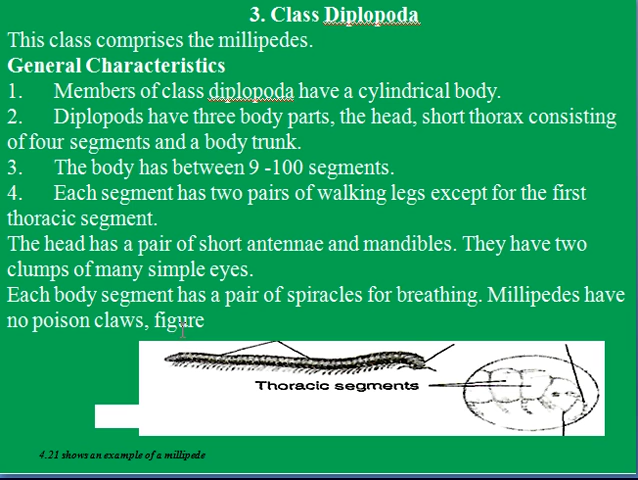 3. Class Diplopoda
This class comprises the millipedes.
General Characteristics
1. Members of class diplopoda have a cylindrical body.
2. Diplopods have three body parts, the head, short thorax consisting
of four segments and a body trunk.
3. The body has between 9 -100 segments.
4. Each segment has two pairs of walking legs except for the first
thoracic segment.
The head has a pair of short antennae and mandibles. They have two
clumps of many simple eyes.
Each body segment has a pair of spiracles for breathing. Millipedes have
no poison claws, figure
Thoracic segments
4.21 shows an example of a millipede